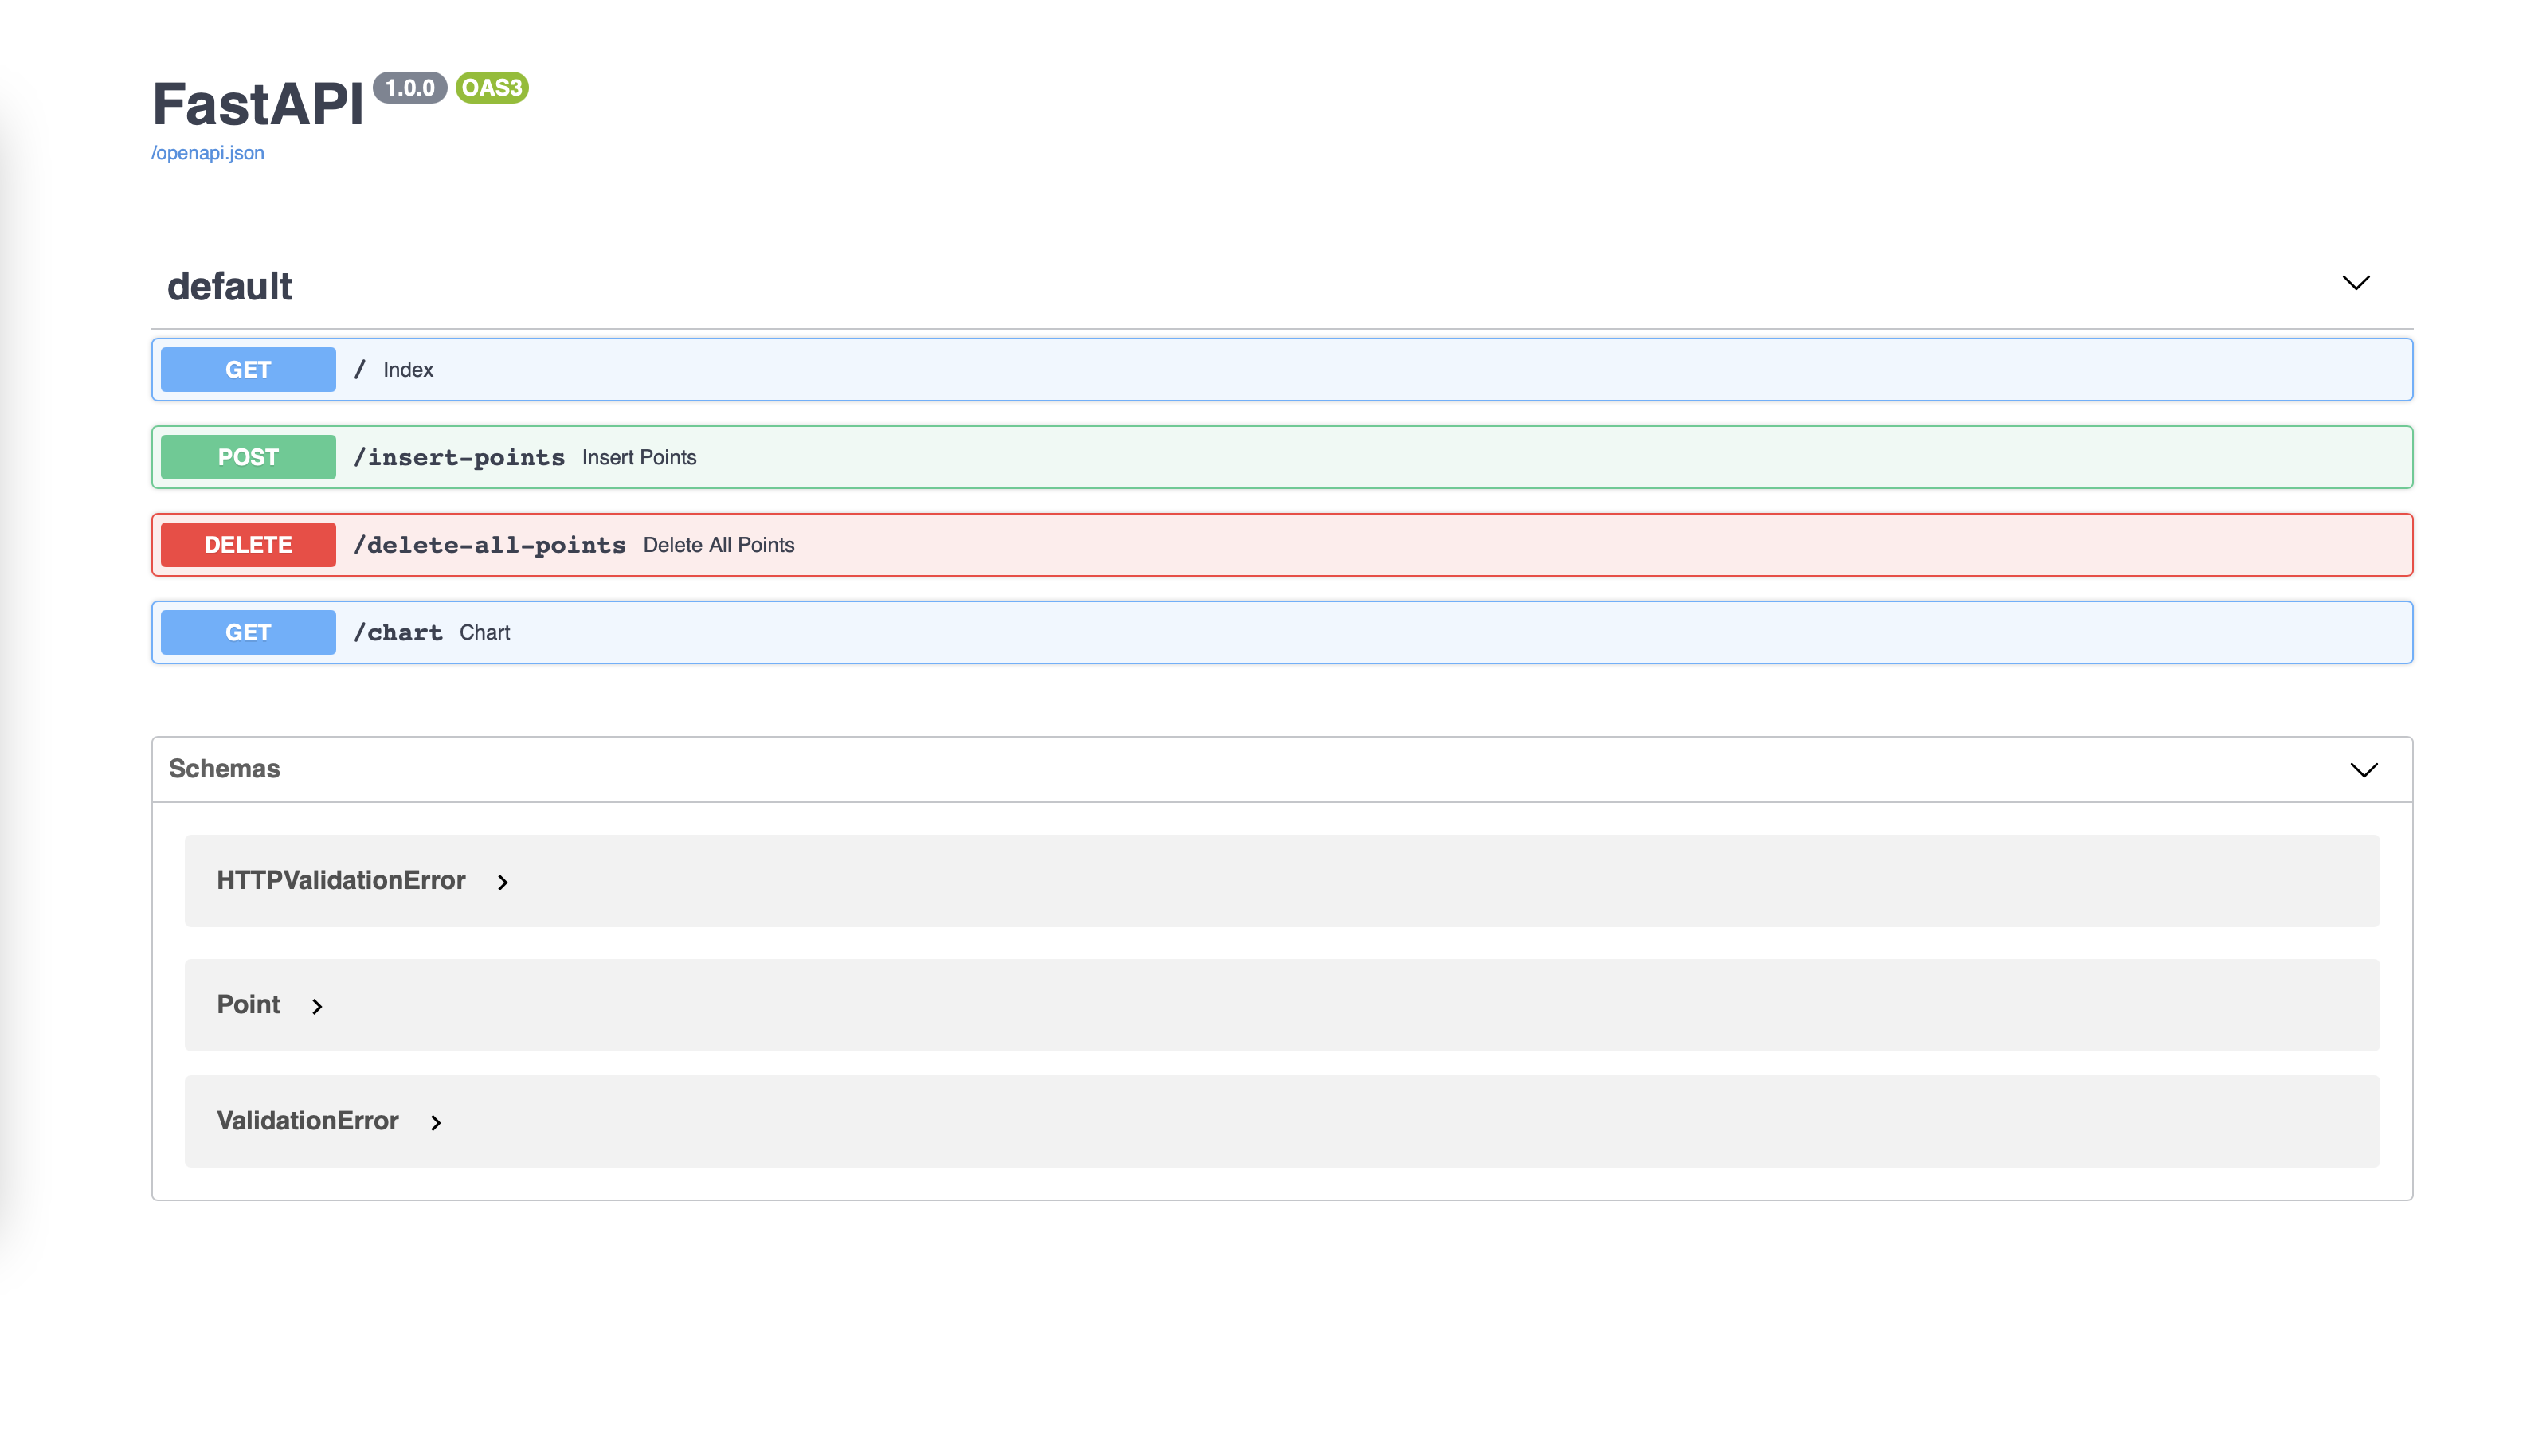 FastAPI 1.0.0 OAS3
/openapi.json
default
GET / Index
POST /insert-points Insert Points
DELETE /delete-all-points Delete All Points
GET /chart Chart
Schemas
HTTPValidationError
Point
ValidationError